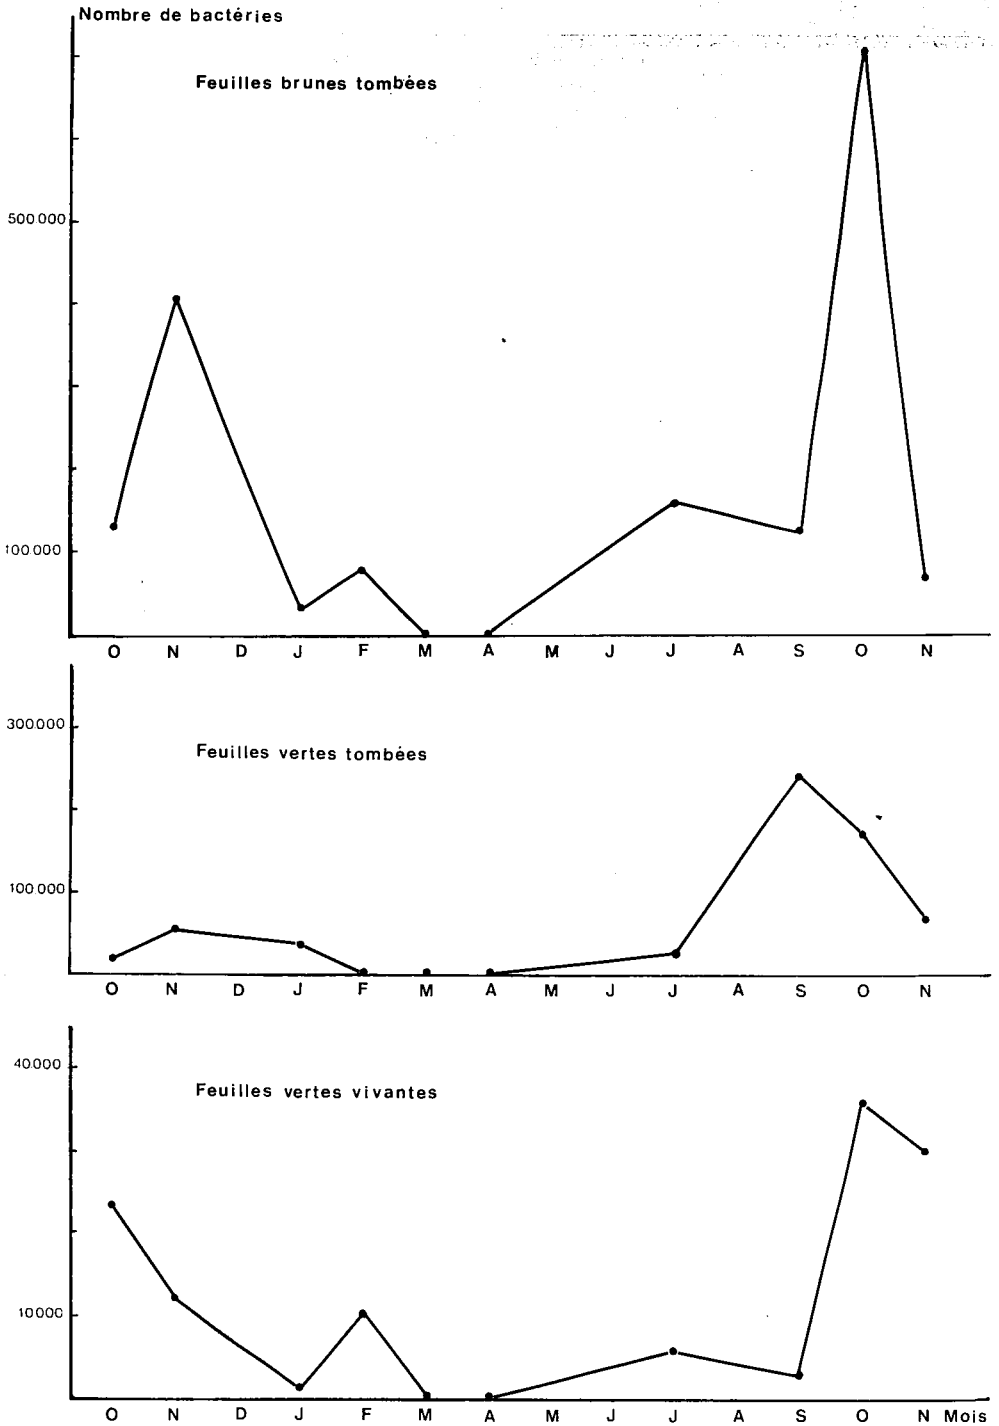 Nombre de bactéries
Feuilles brunes tombées
500 000
100 000
O N D J F M A M J J A S O N
300000
Feuilles vertes tombées
100 000
O N D J F M A M J J A S O N
40000
Feuilles vertes vivantes
10000
O N D J F M A M J J A S O N Mois